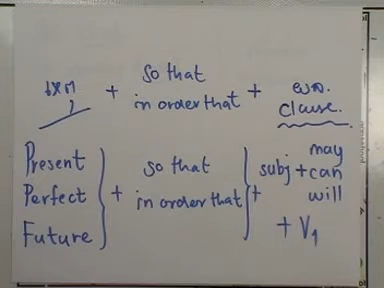 + so that +
in order that
clause.
Present
Perfect
Future
+
so that
in order that
+
may
subj + can
will
+ V1